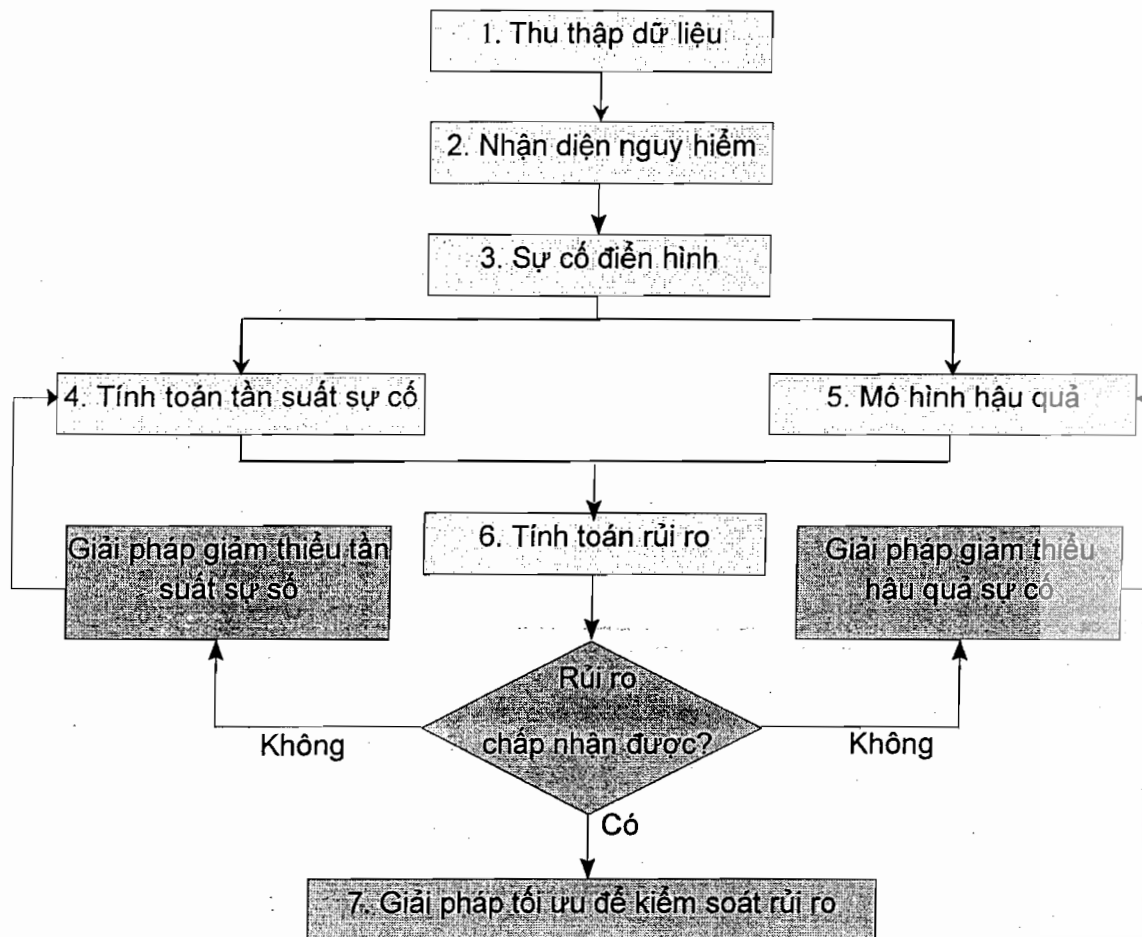 1. Thu thập dữ liệu
2. Nhận diện nguy hiểm
3. Sự cố điển hình
4. Tính toán tần suất sự cố
5. Mô hình hậu quả
Giải pháp giảm thiểu tần
suất sự số
6. Tính toán rủi ro
Giải pháp giảm thiểu
hậu quả sự cố
Rủi ro
chấp nhận được?
Không
Không
Có
7. Giải pháp tối ưu để kiểm soát rủi ro